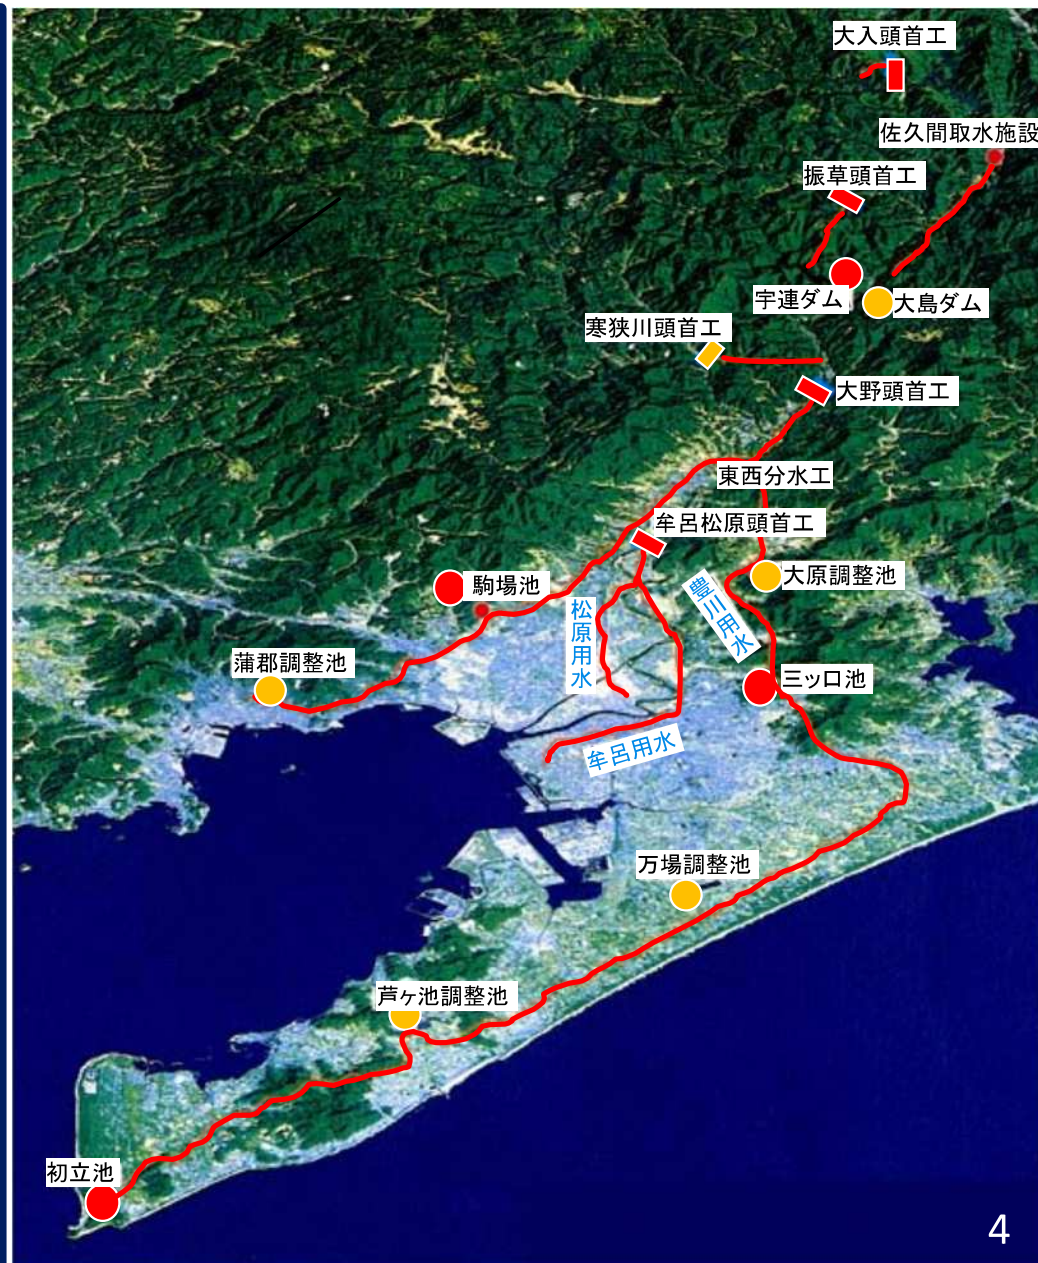 大入頭首工
佐久間取水施設
振草頭首工
宇連ダム
大島ダム
寒狭川頭首工
大野頭首工
東西分水工
牟呂松原頭首工
大原調整池
駒場池
松原用水
豊川用水
蒲郡調整池
三ッ口池
牟呂用水
万場調整池
芦ヶ池調整池
初立池
4